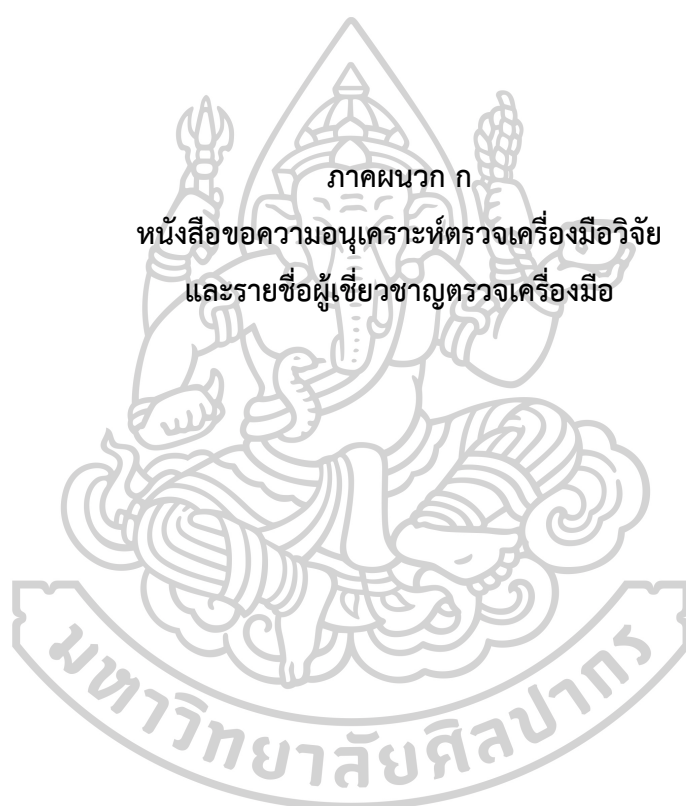 ภาคผนวก ก
หนังสือขอความอนุเคราะห์ตรวจเครื่องมือวิจัย
และรายชื่อผู้เชี่ยวชาญตรวจเครื่องมือ
มหาวิทยาลัยศิลปากร